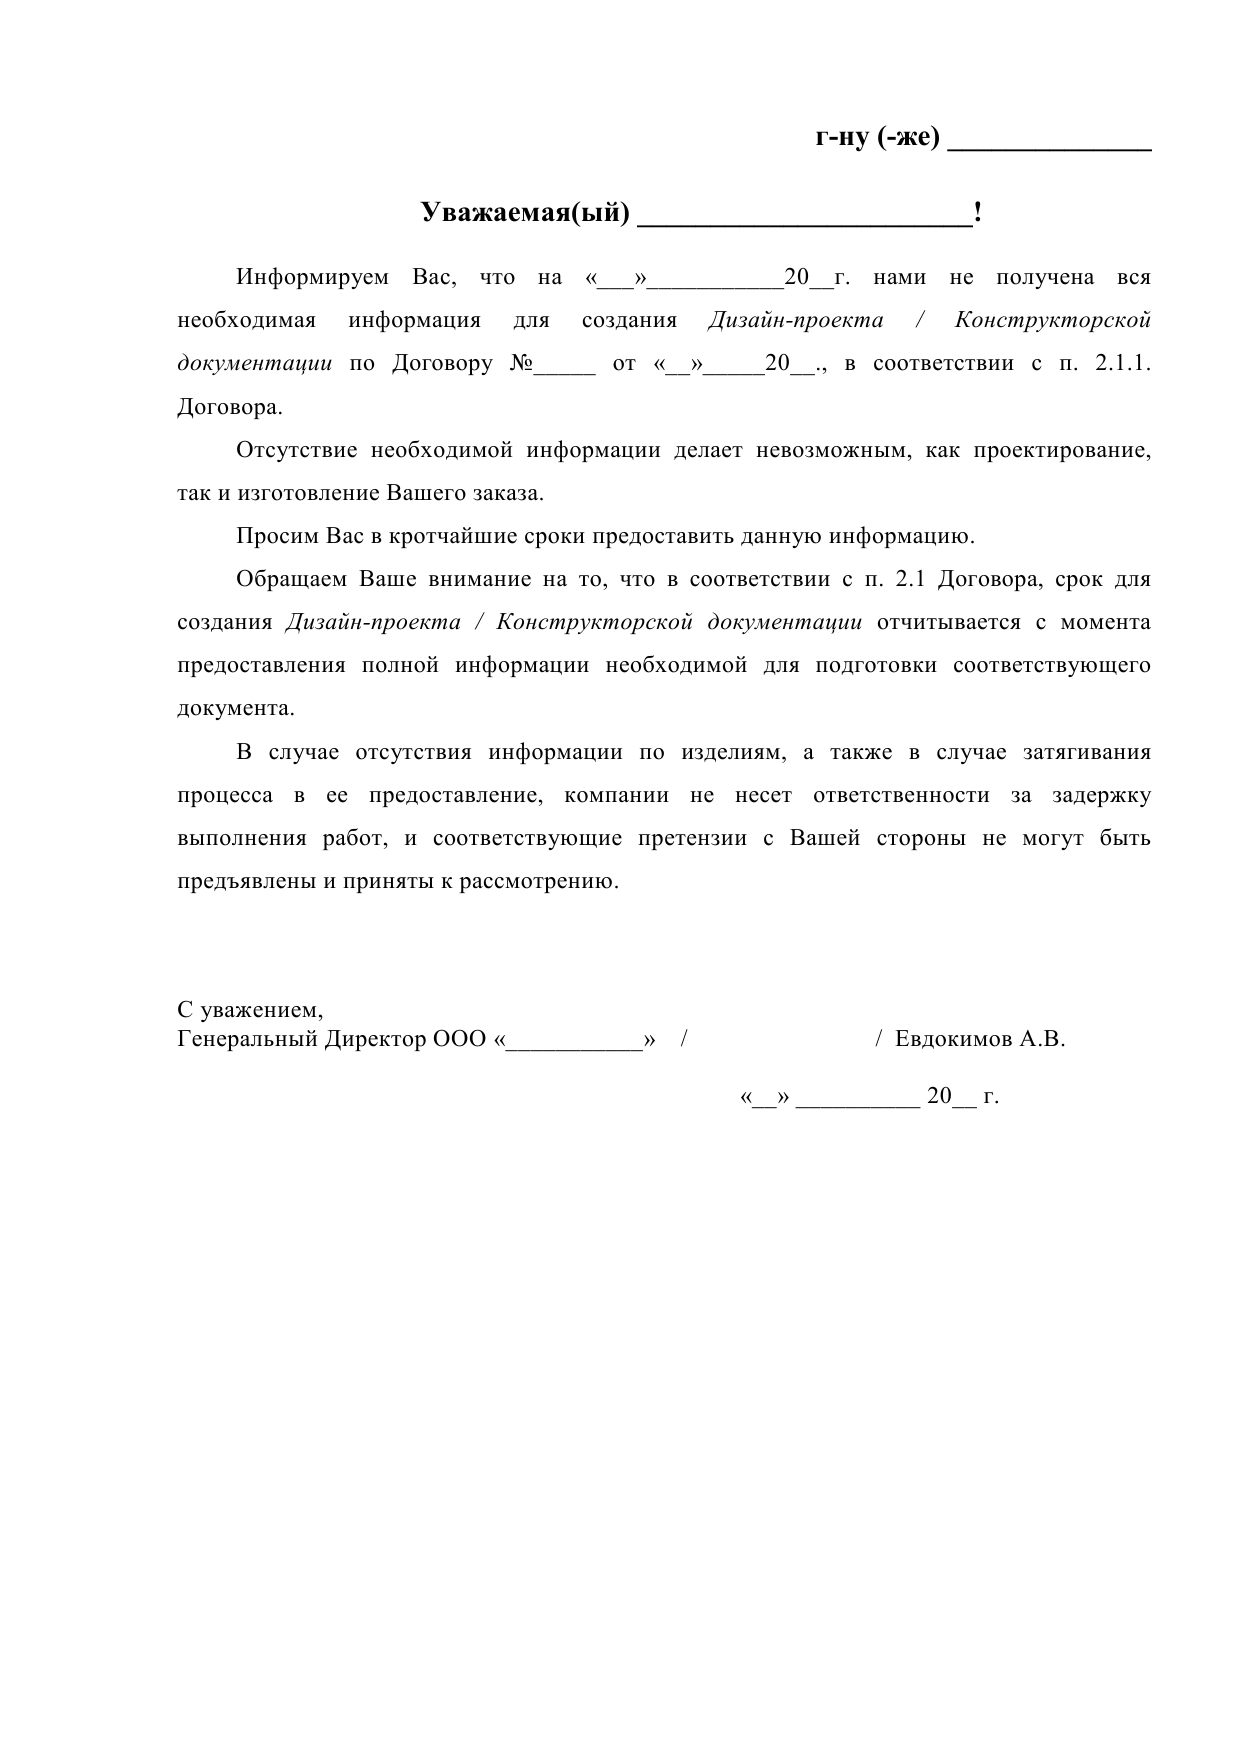 г-ну (-же) ______________
Уважаемая(ый) _______________________!
Информируем Вас, что на «___»___________20__г. нами не получена вся
необходимая информация для создания Дизайн-проекта / Конструкторской
документации по Договору №_____ от «__»_____20__., в соответствии с п. 2.1.1.
Договора.
Отсутствие необходимой информации делает невозможным, как проектирование,
так и изготовление Вашего заказа.
Просим Вас в кротчайшие сроки предоставить данную информацию.
Обращаем Ваше внимание на то, что в соответствии с п. 2.1 Договора, срок для
создания Дизайн-проекта / Конструкторской документации отчитывается с момента
предоставления полной информации необходимой для подготовки соответствующего
документа.
В случае отсутствия информации по изделиям, а также в случае затягивания
процесса в ее предоставление, компании не несет ответственности за задержку
выполнения работ, и соответствующие претензии с Вашей стороны не могут быть
предъявлены и приняты к рассмотрению.
С уважением,
Генеральный Директор ООО «___________» / / Евдокимов А.В.
«__» __________ 20__ г.